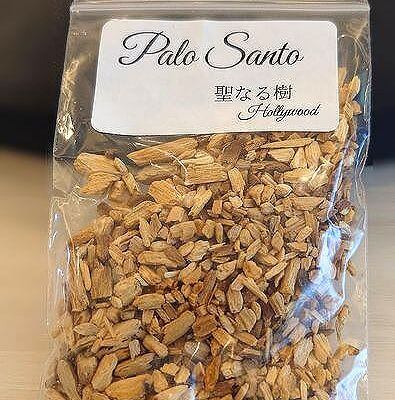 Palo Santo
聖なる樹
Hollywood